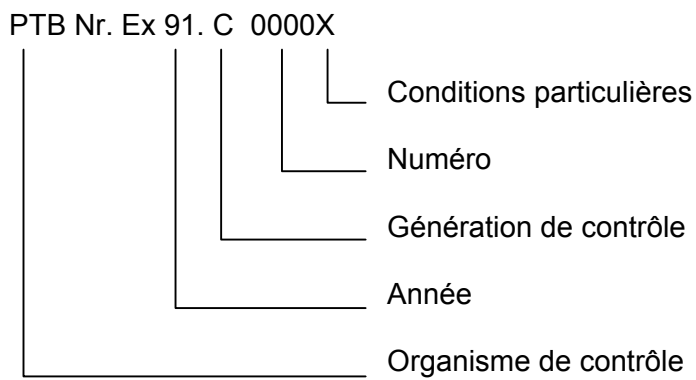 PTB Nr. Ex 91. C 0000X
Conditions particulières
Numéro
Génération de contrôle
Année
Organisme de contrôle